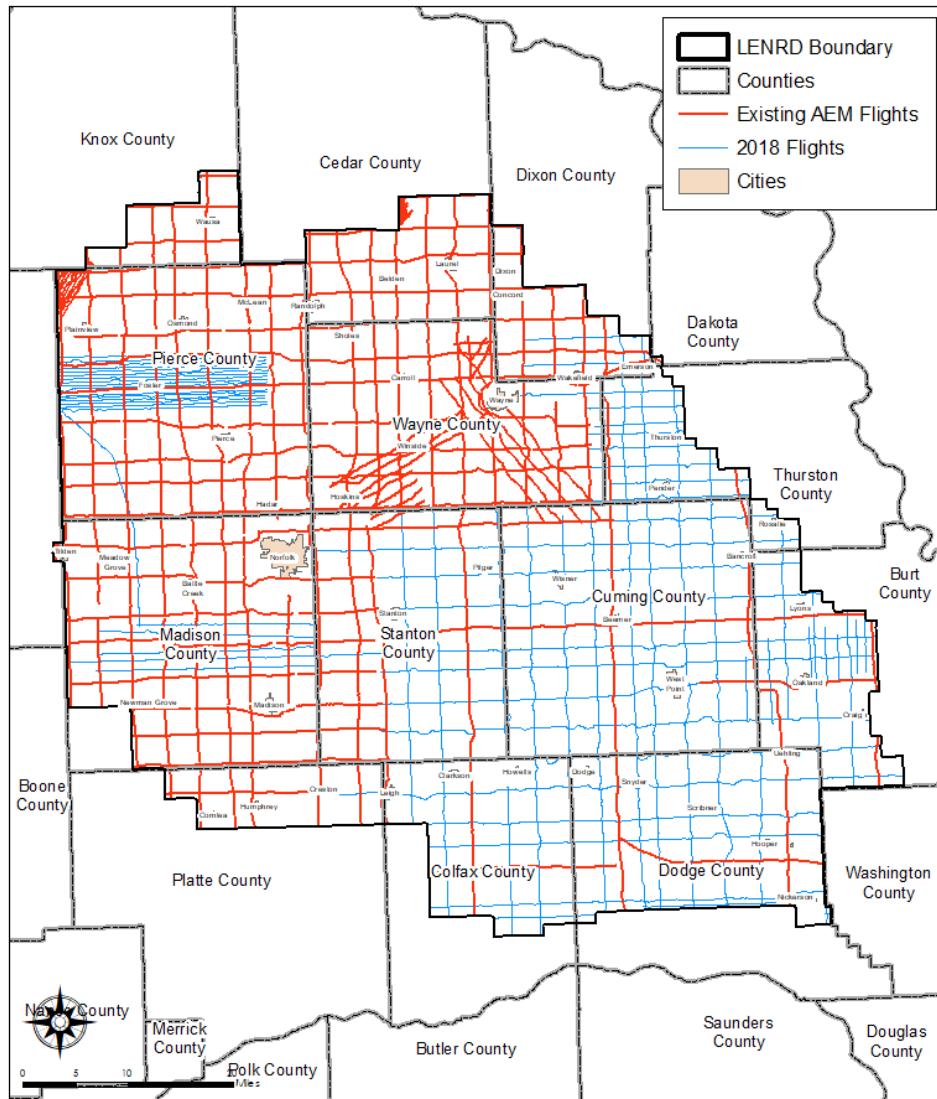 LENRD Boundary
Counties
Existing AEM Flights
2018 Flights
Cities
Knox County
Cedar County
Dixon County
Wausa
Laurel
Belden
Dixon
McLean
Randolph
Concord
Plainview
Osmond
Sholes
Dakota
County
Pierce County
Emerson
Foster
Carroll
Wakefield
Wayne
Wayne County
Pierce
Winside
Thurston
Thurston
County
Pender
Hoskins
Hadar
Rosalie
Tilden
Meadow
Grove
Norfolk
Bancroft
Pilger
Wisner
Burt
County
Battle
Creek
Cuming County
Lyons
Stanton
Beemer
Madison
County
Stanton
County
West
Point
Oakland
Newman Grove
Madison
Craig
Uehling
Boone
County
Clarkson
Howells
Dodge
Snyder
Creston
Leigh
Humphrey
Cornlea
Scribner
Hooper
Platte County
Colfax County
Dodge County
Washington
County
Nickerson
Nance County
Merrick
County
Polk County
Butler County
Saunders
County
Douglas
County
0 5 10 20
Miles